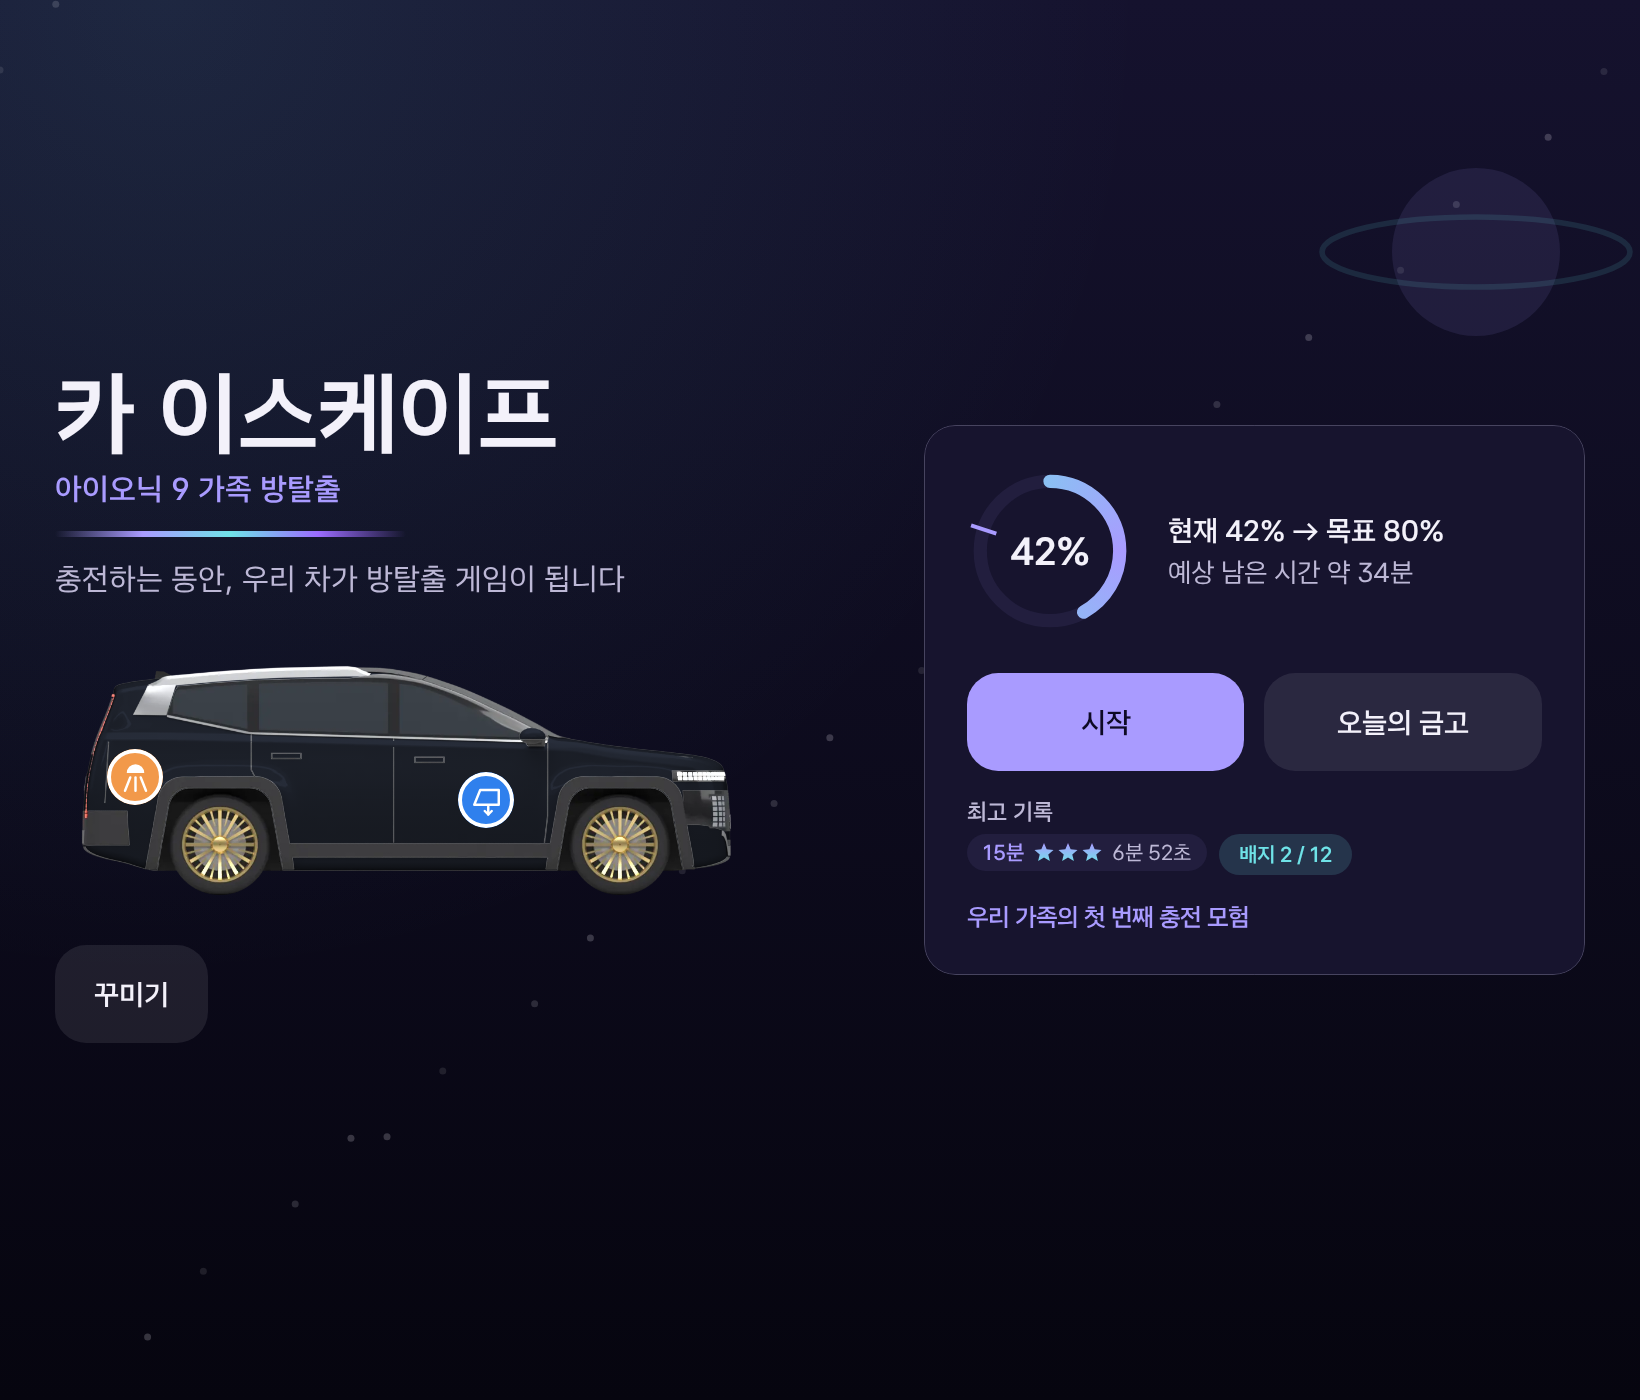 카 이스케이프
아이오닉 9 가족 방탈출
충전하는 동안, 우리 차가 방탈출 게임이 됩니다
꾸미기
42%
현재 42% → 목표 80%
예상 남은 시간 약 34분
시작
오늘의 금고
최고 기록
15분 ★★★ 6분 52초
배지 2 / 12
우리 가족의 첫 번째 충전 모험